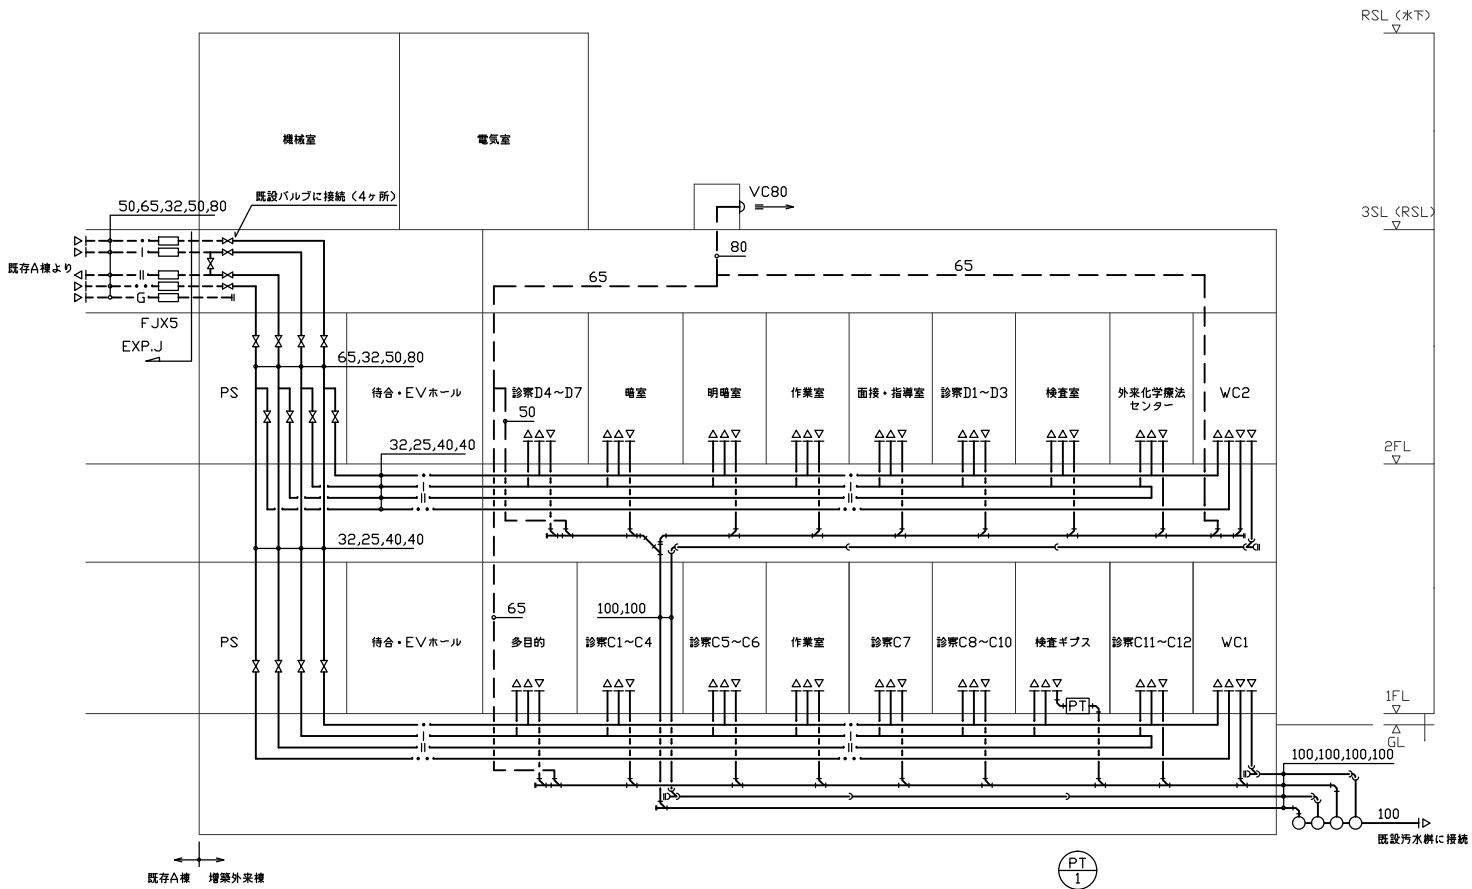 RSL（水下）
機械室
電気室
50,65,32,50,80
既設バルブに接続（4ヶ所）
VC80
3SL（RSL）
既存A棟より
G
80
65
65
FJX5
EXP.J
65,32,50,80
PS
待合・EVホール
診察D4～D7
暗室
明暗室
作業室
面接・指導室
診察D1～D3
検査室
外来化学療法
センター
WC2
50
32,25,40,40
2FL
32,25,40,40
65
100,100
PS
待合・EVホール
多目的
診察C1～C4
診察C5～C6
作業室
診察C7
診察C8～C10
検査ギプス
診察C11～C12
WC1
PT
1FL
GL
100,100,100,100
100
既設汚水桝に接続
既存A棟
増築外来棟
PT
1